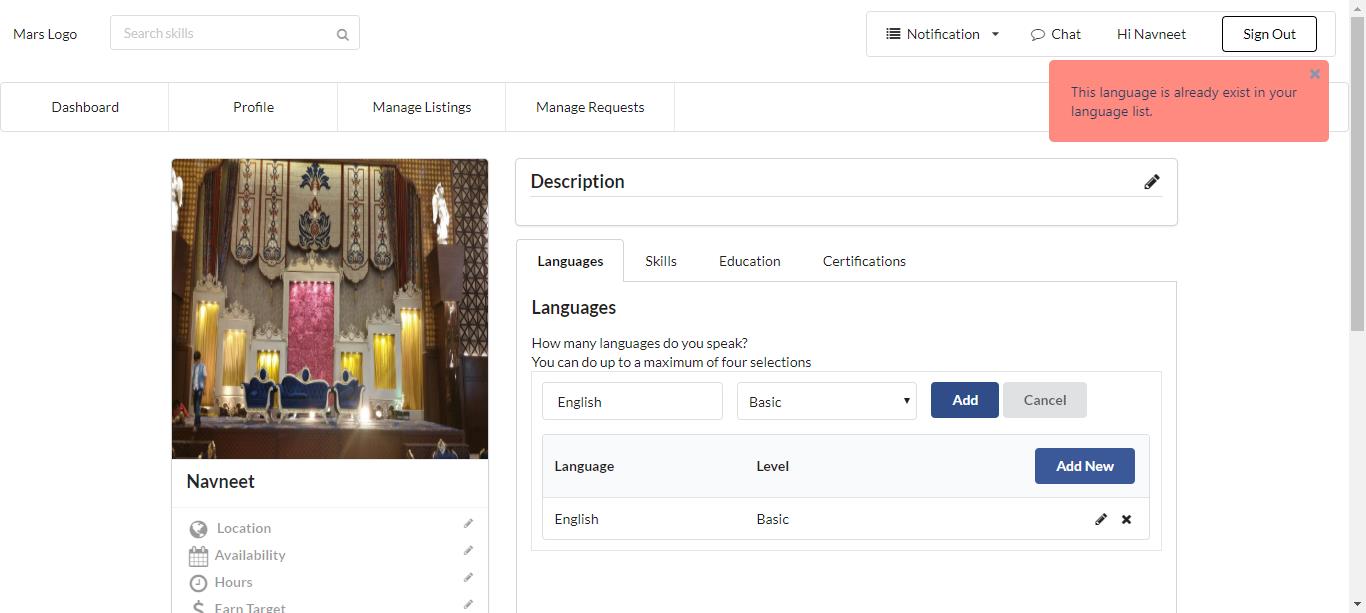 Mars Logo
Search skills
Notification
Chat
Hi Navneet
Sign Out
This language is already exist in your
language list.
Dashboard
Profile
Manage Listings
Manage Requests
Navneet
Location
Availability
Hours
Earn Target
Description
Languages
Skills
Education
Certifications
Languages
How many languages do you speak?
You can do up to a maximum of four selections
English
Basic
Add
Cancel
Language
Level
Add New
English
Basic